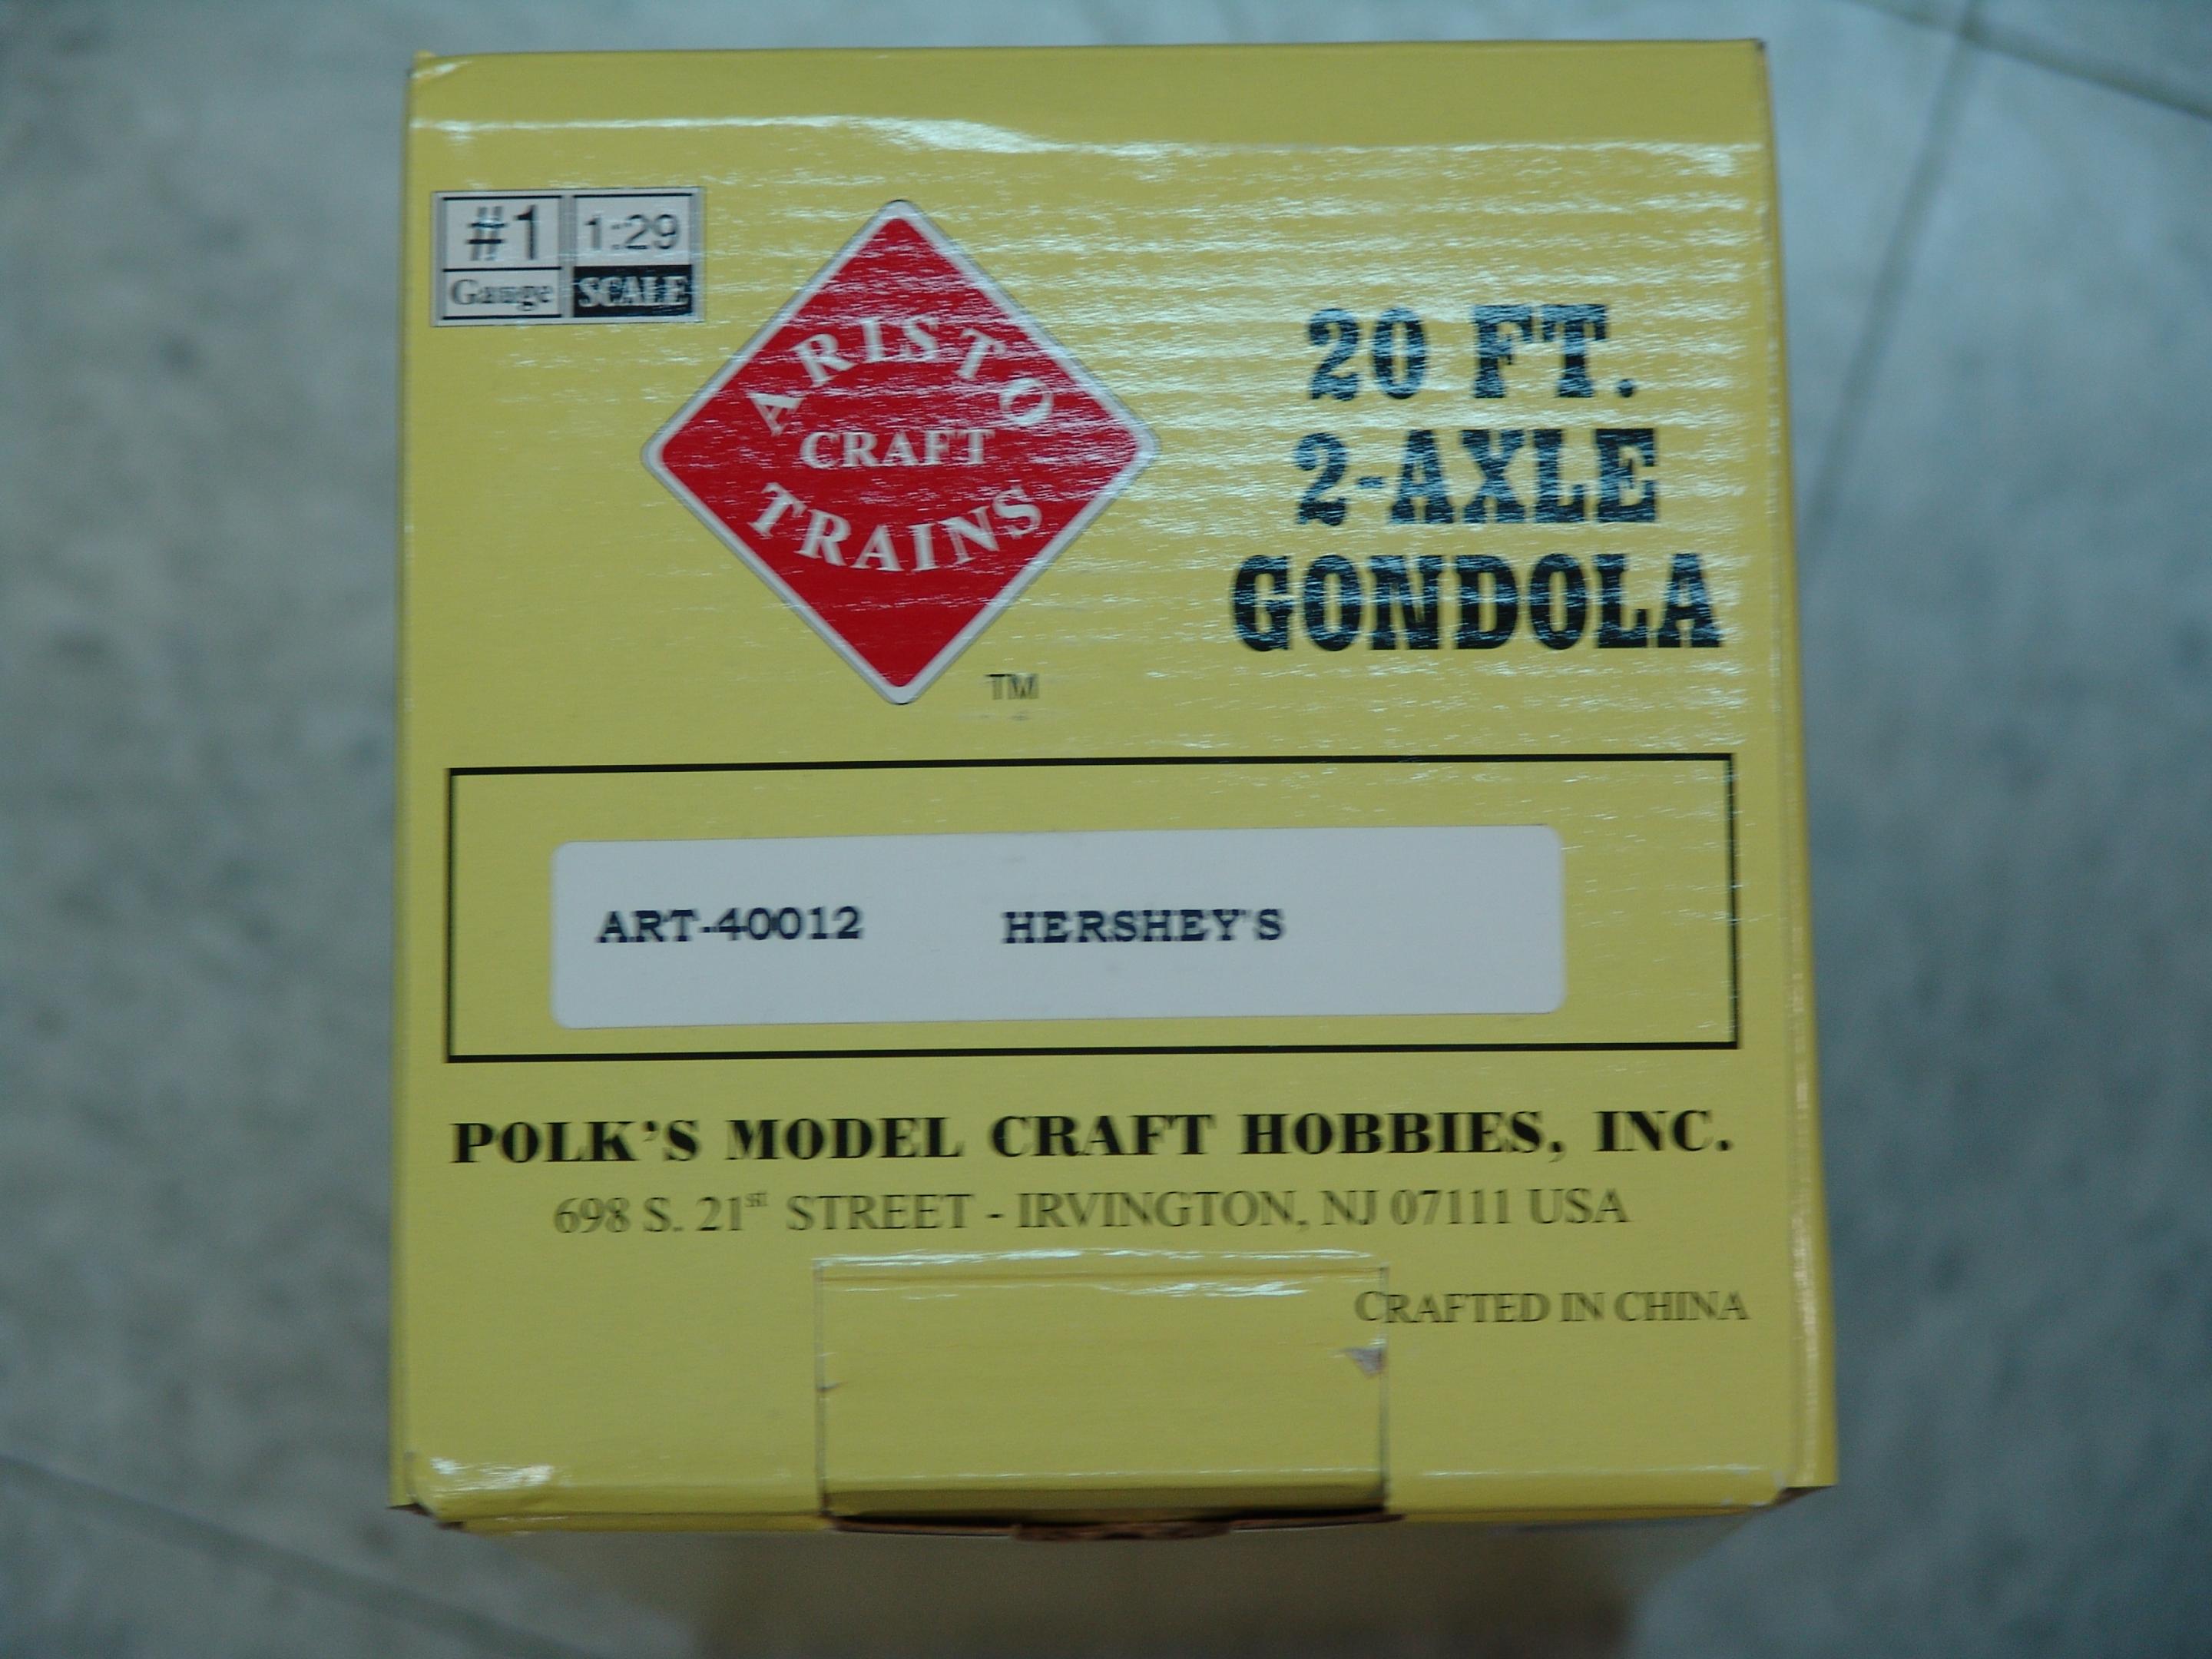 #1 1:29
Gauge SCALE
ARISTO
CRAFT
TRAINS
TM
20 FT.
2-AXLE
GONDOLA
ART-40012 HERSHEY'S
POLK'S MODEL CRAFT HOBBIES, INC.
698 S. 21st STREET - IRVINGTON, NJ 07111 USA
CRAFTED IN CHINA